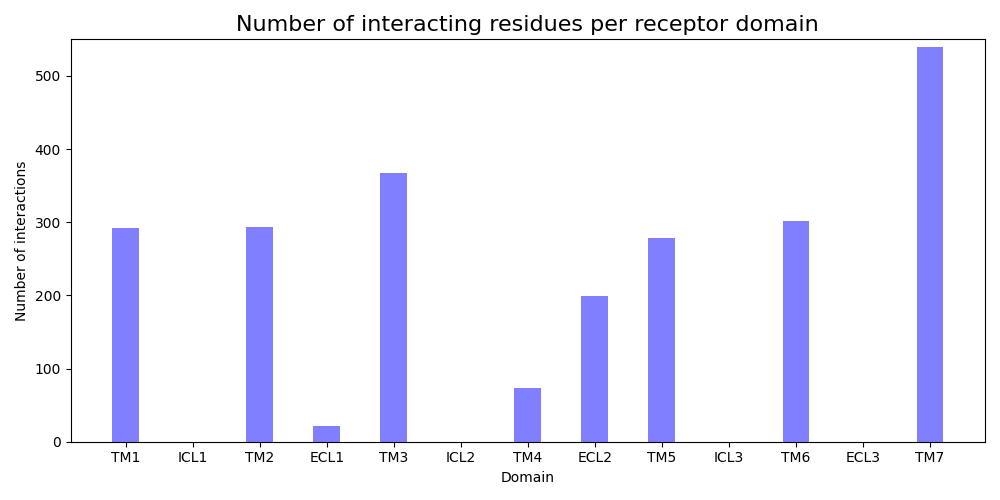 Number of interacting residues per receptor domain
500
400
300
200
100
0
Number of interactions
TM1 ICL1 TM2 ECL1 TM3 ICL2 TM4 ECL2 TM5 ICL3 TM6 ECL3 TM7
Domain